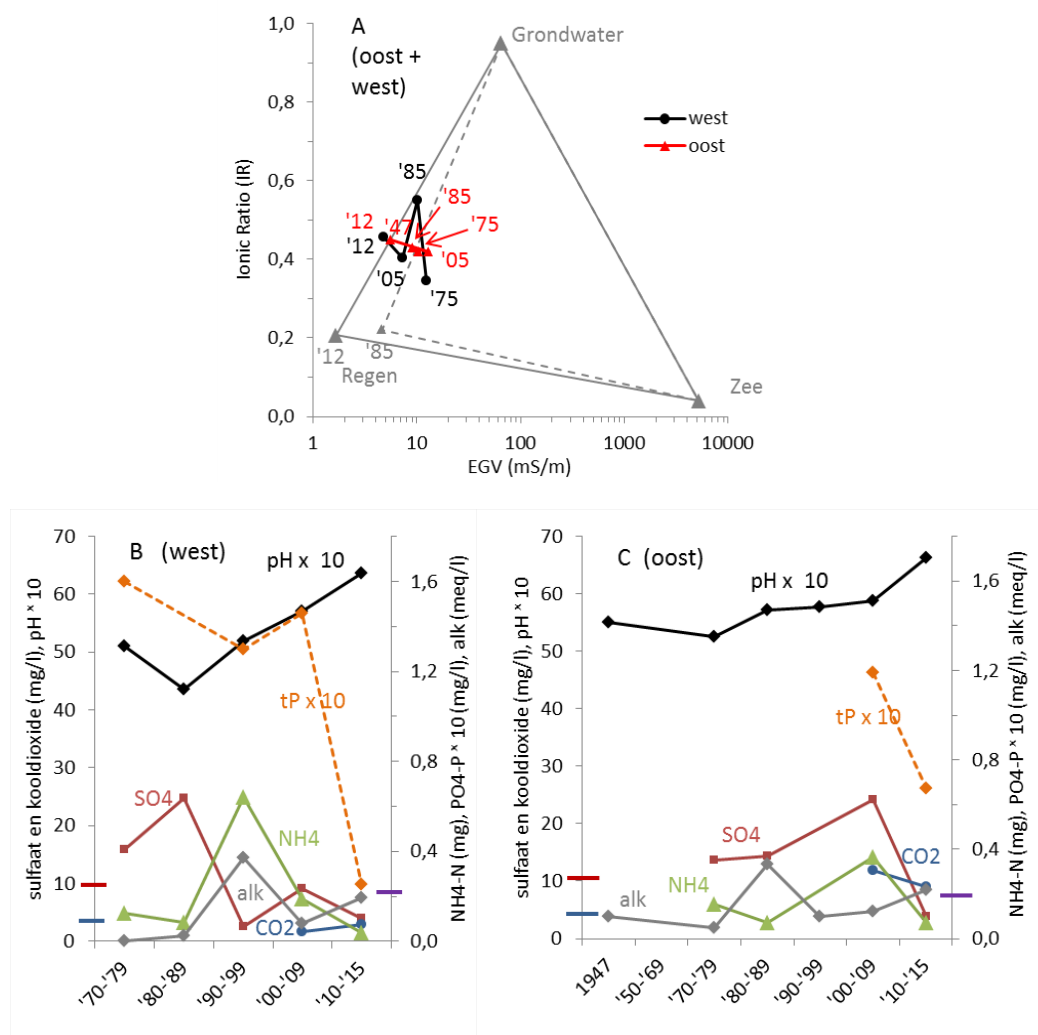 A
(oost +
west)
Grondwater
west
oost
1,0
0,8
0,6
0,4
0,2
0,0
Ionic Ratio (IR)
'85
'85
'12
'47
'75
'12
'05
'05
'75
'12
'85
Regen
Zee
1
10
100
1000
10000
EGV (mS/m)
B (west)
pH x 10
tP x 10
SO4
NH4
alk
CO2
70
60
50
40
30
20
10
0
sulfaat en kooldioxide (mg/l), pH * 10
1,6
1,2
0,8
0,4
0,0
NH4-N (mg), PO4-P * 10 (mg/l), alk (meq/l)
'70-'79
'80-'89
'90-'99
'00-'09
'10-'15
C (oost)
pH x 10
tP x 10
SO4
CO2
NH4
alk
70
60
50
40
30
20
10
0
sulfaat en kooldioxide (mg/l), pH * 10
1,6
1,2
0,8
0,4
0,0
NH4-N (mg), PO4-P * 10 (mg/l), alk (meq/l)
1947
'50-'69
'70-'79
'80-'89
'90-'99
'00-'09
'10-'15